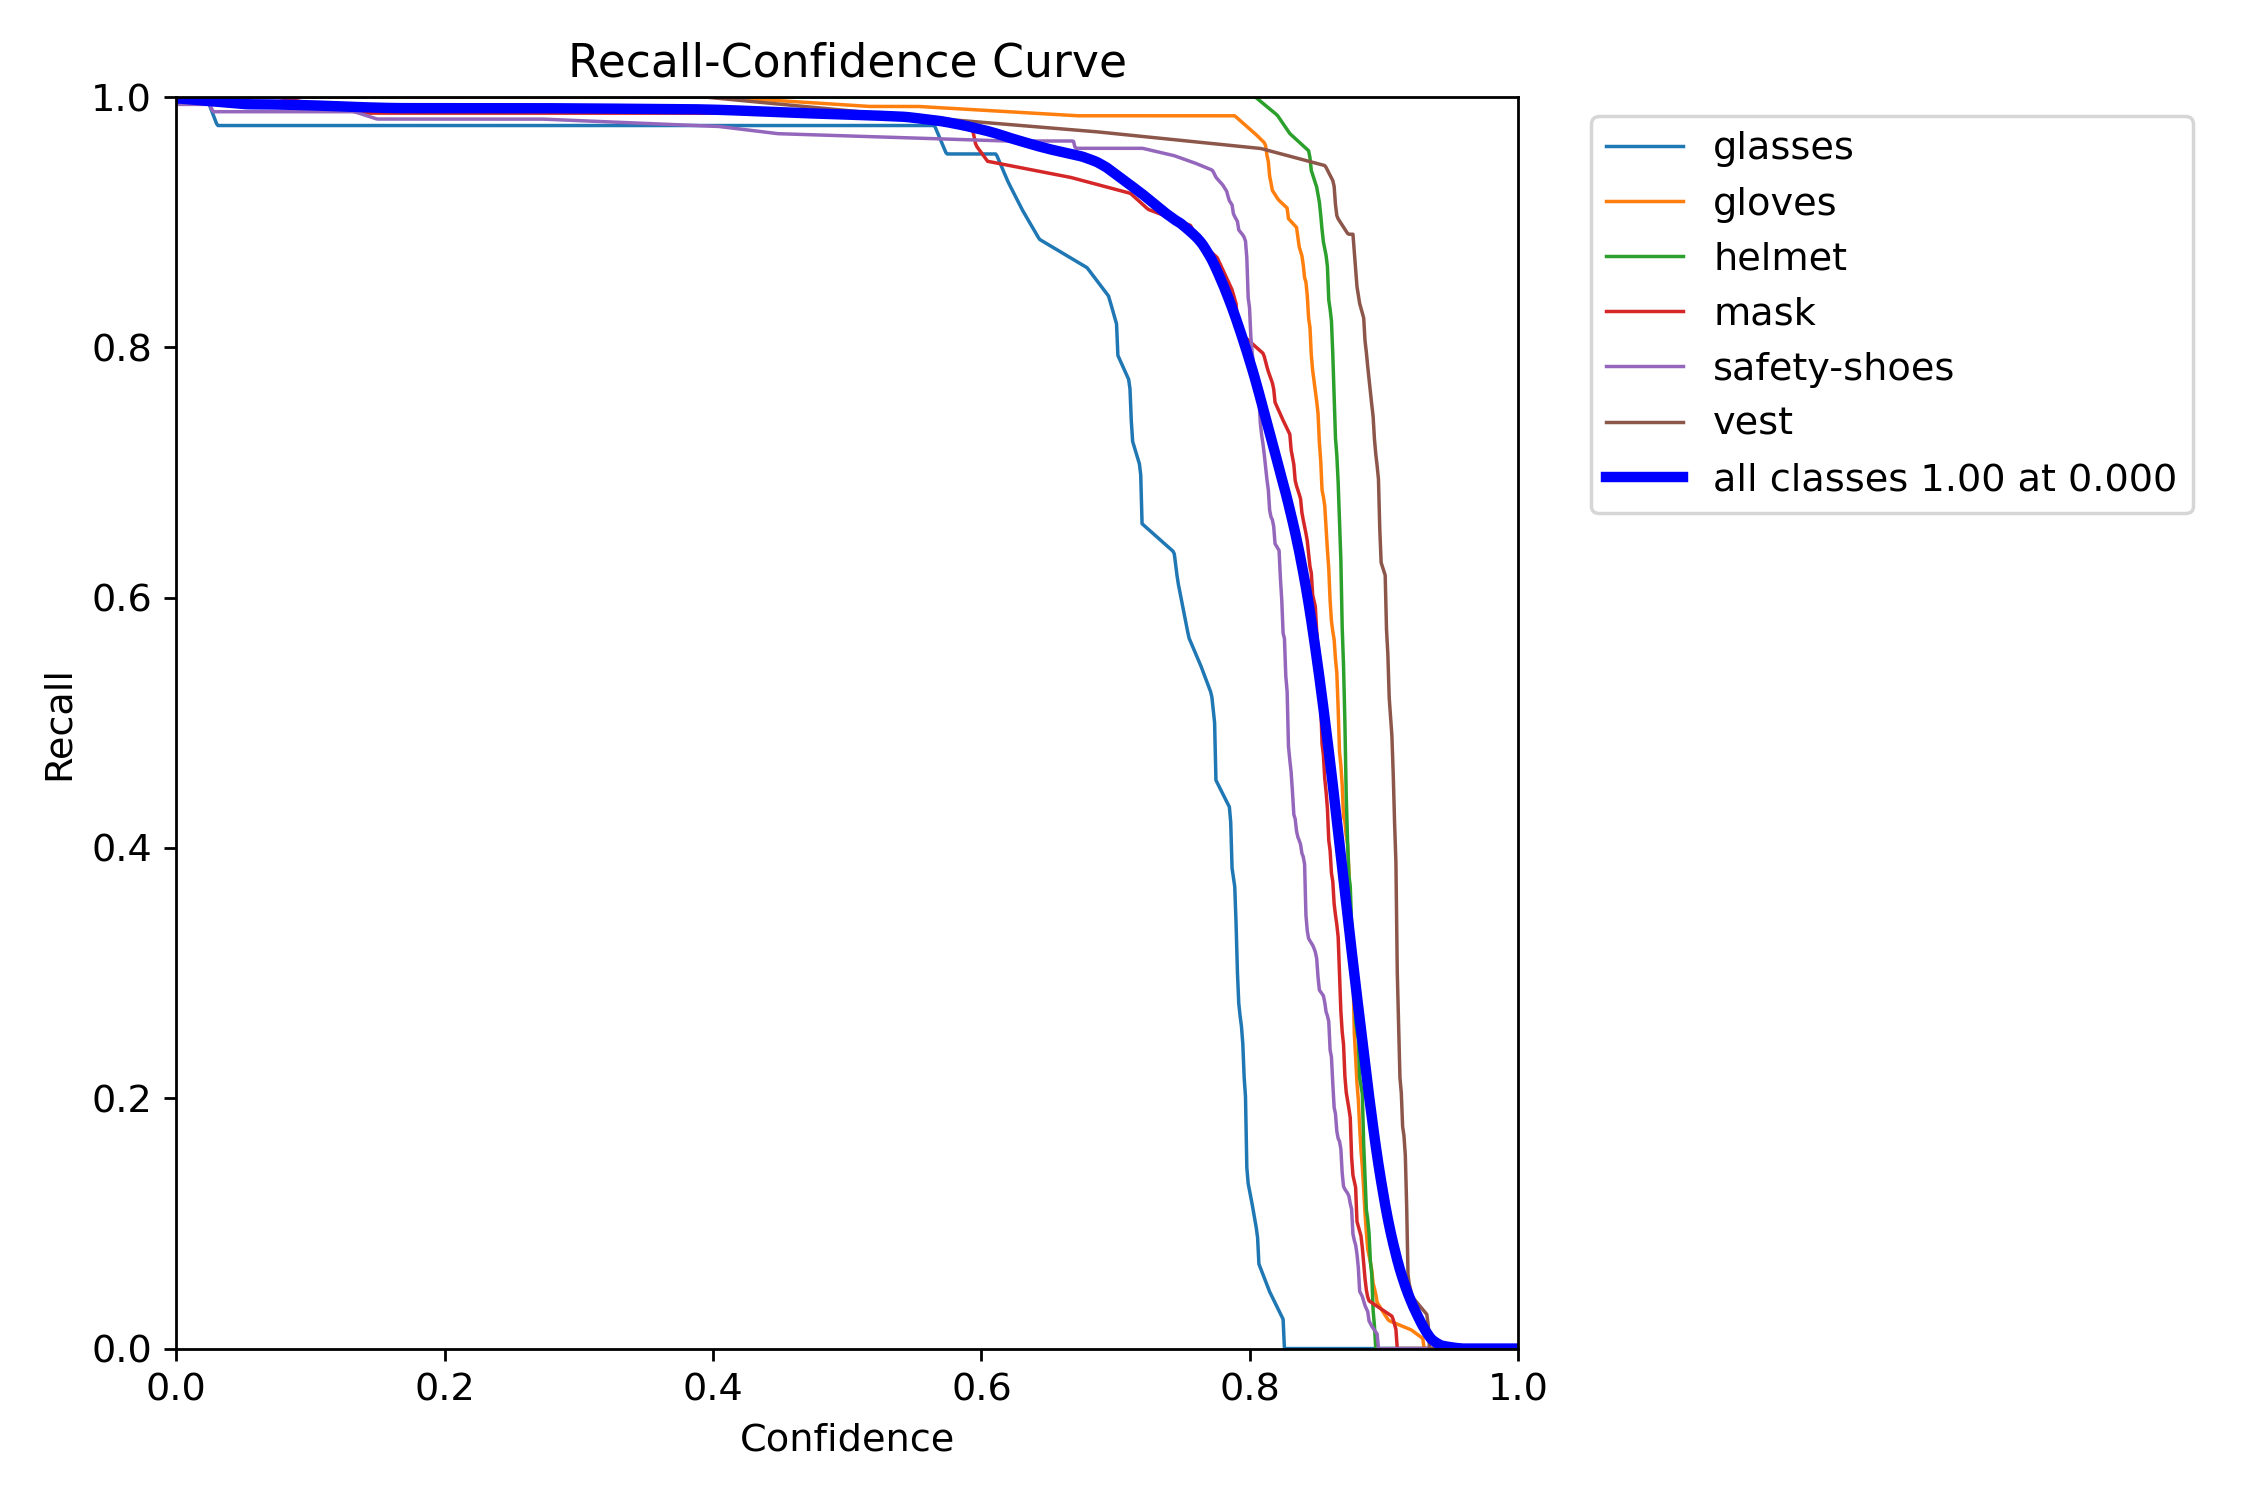 Recall-Confidence Curve
1.0
0.8
0.6
0.4
0.2
0.0
Recall
0.0 0.2 0.4 0.6 0.8 1.0
Confidence
glasses
gloves
helmet
mask
safety-shoes
vest
all classes 1.00 at 0.000